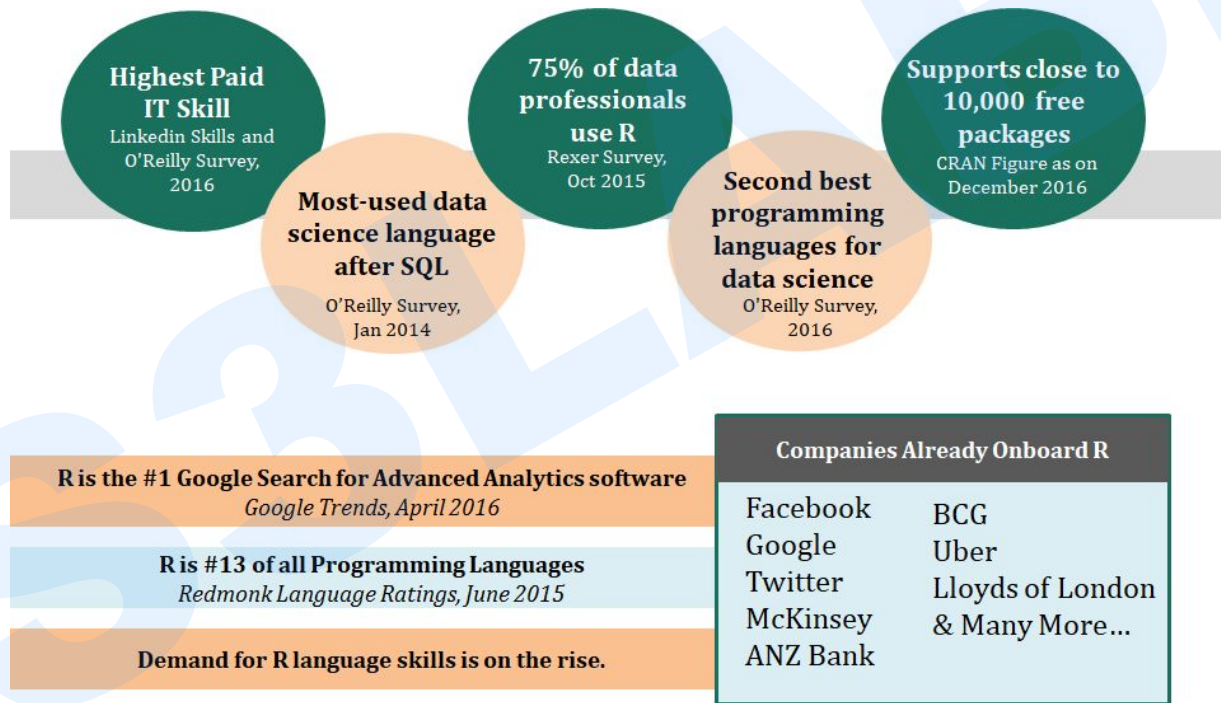 Highest Paid
IT Skill
Linkedin Skills and
O'Reilly Survey,
2016
Most-used data
science language
after SQL
O'Reilly Survey,
Jan 2014
75% of data
professionals
use R
Rexer Survey,
Oct 2015
Second best
programming
languages for
data science
O'Reilly Survey,
2016
Supports close to
10,000 free
packages
CRAN Figure as on
December 2016
R is the #1 Google Search for Advanced Analytics software
Google Trends, April 2016
R is #13 of all Programming Languages
Redmonk Language Ratings, June 2015
Demand for R language skills is on the rise.
Companies Already Onboard R
Facebook
Google
Twitter
McKinsey
ANZ Bank
BCG
Uber
Lloyds of London
& Many More...